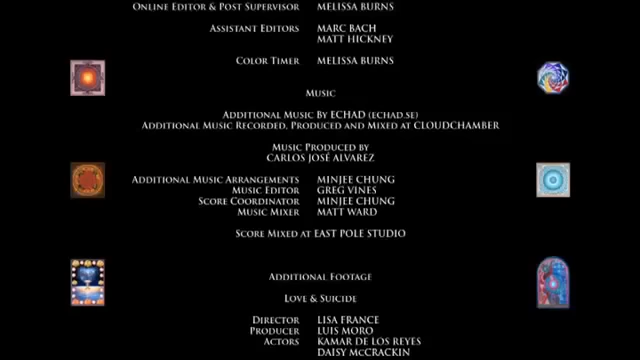 Online Editor & Post Supervisor MELISSA BURNS
Assistant Editors MARC BACH
MATT HICKNEY
Color Timer MELISSA BURNS
Music
Additional Music By ECHAD (echad.se)
Additional Music Recorded, Produced and Mixed at CLOUDCHAMBER
Music Produced by
CARLOS JOSÉ ALVAREZ
Additional Music Arrangements MINJEE CHUNG
Music Editor GREG VINES
Score Coordinator MINJEE CHUNG
Music Mixer MATT WARD
Score Mixed at EAST POLE STUDIO
Additional Footage
Love & Suicide
Director LISA FRANCE
Producer LUIS MORO
Actors KAMAR DE LOS REYES
DAISY McCRACKIN